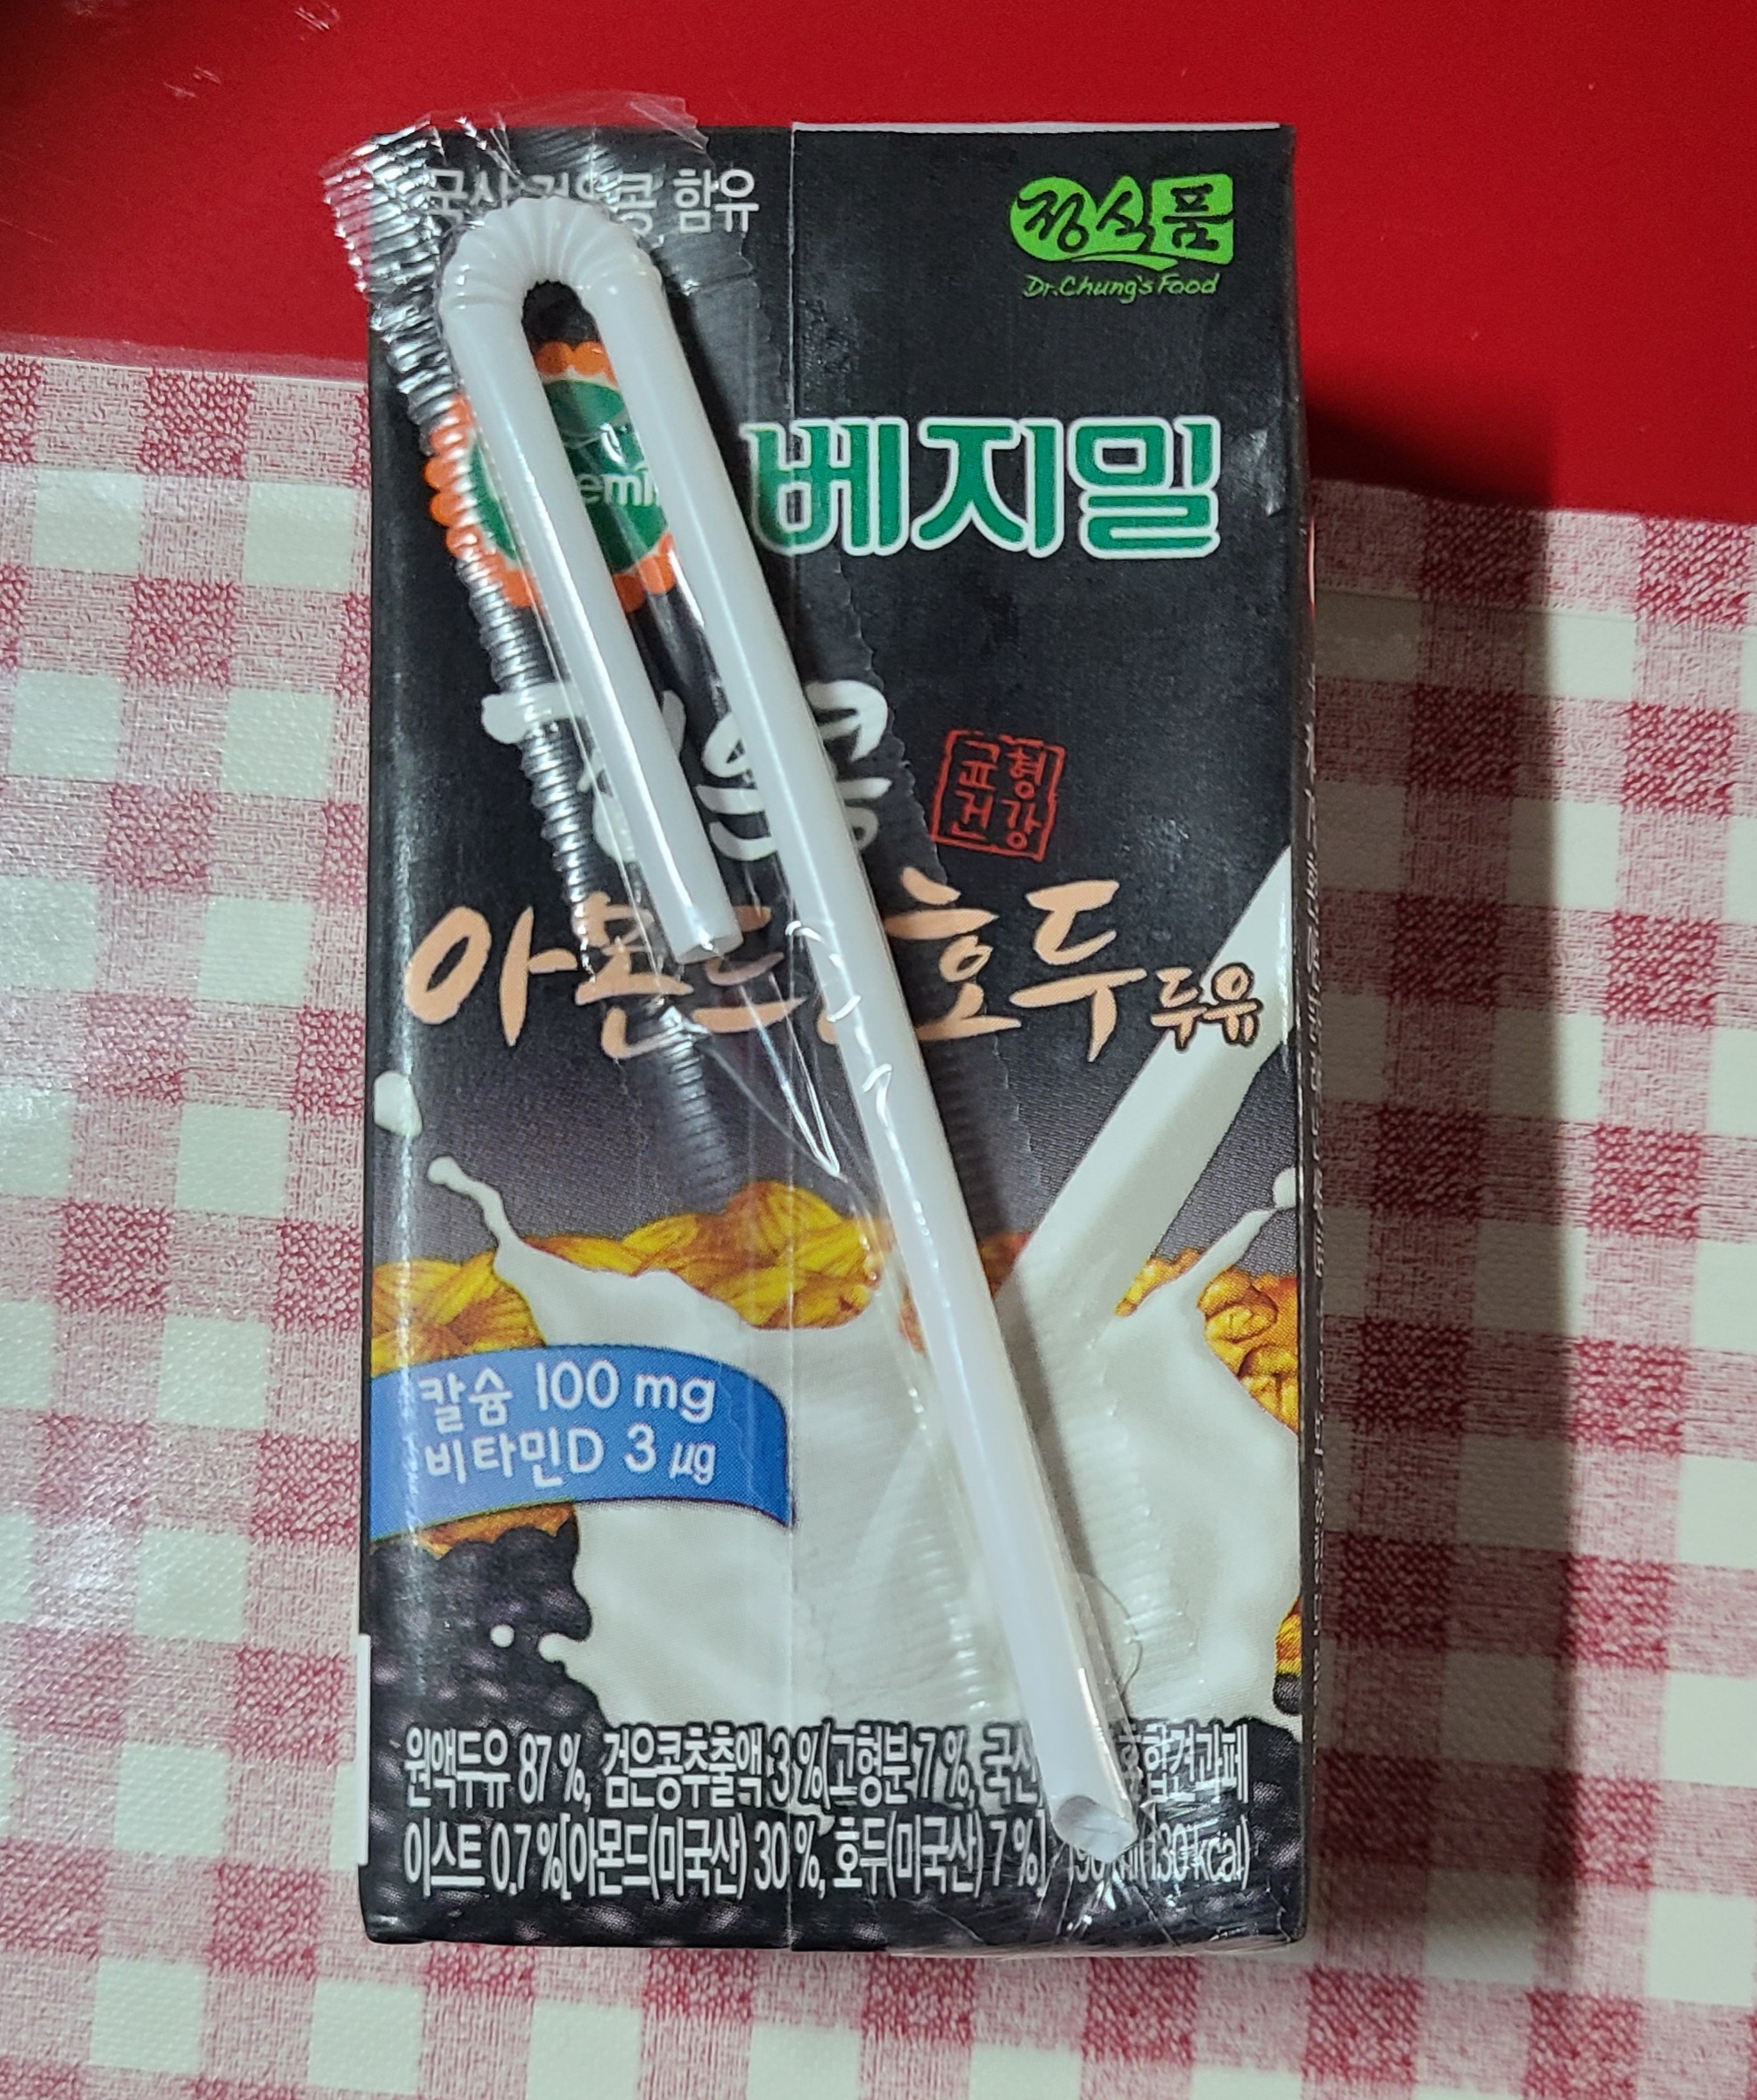 함유
정식품
Dr.Chung's Food
베지밀
균형
건강
아몬드 호두 두유
칼슘 100 mg
비타민D 3 µg
원액두유 87 %, 검은콩추출액 3 %(고형분 7 %, 국산
이스트 0.7 %[아몬드(미국산) 30 %, 호두(미국산) 7 %]